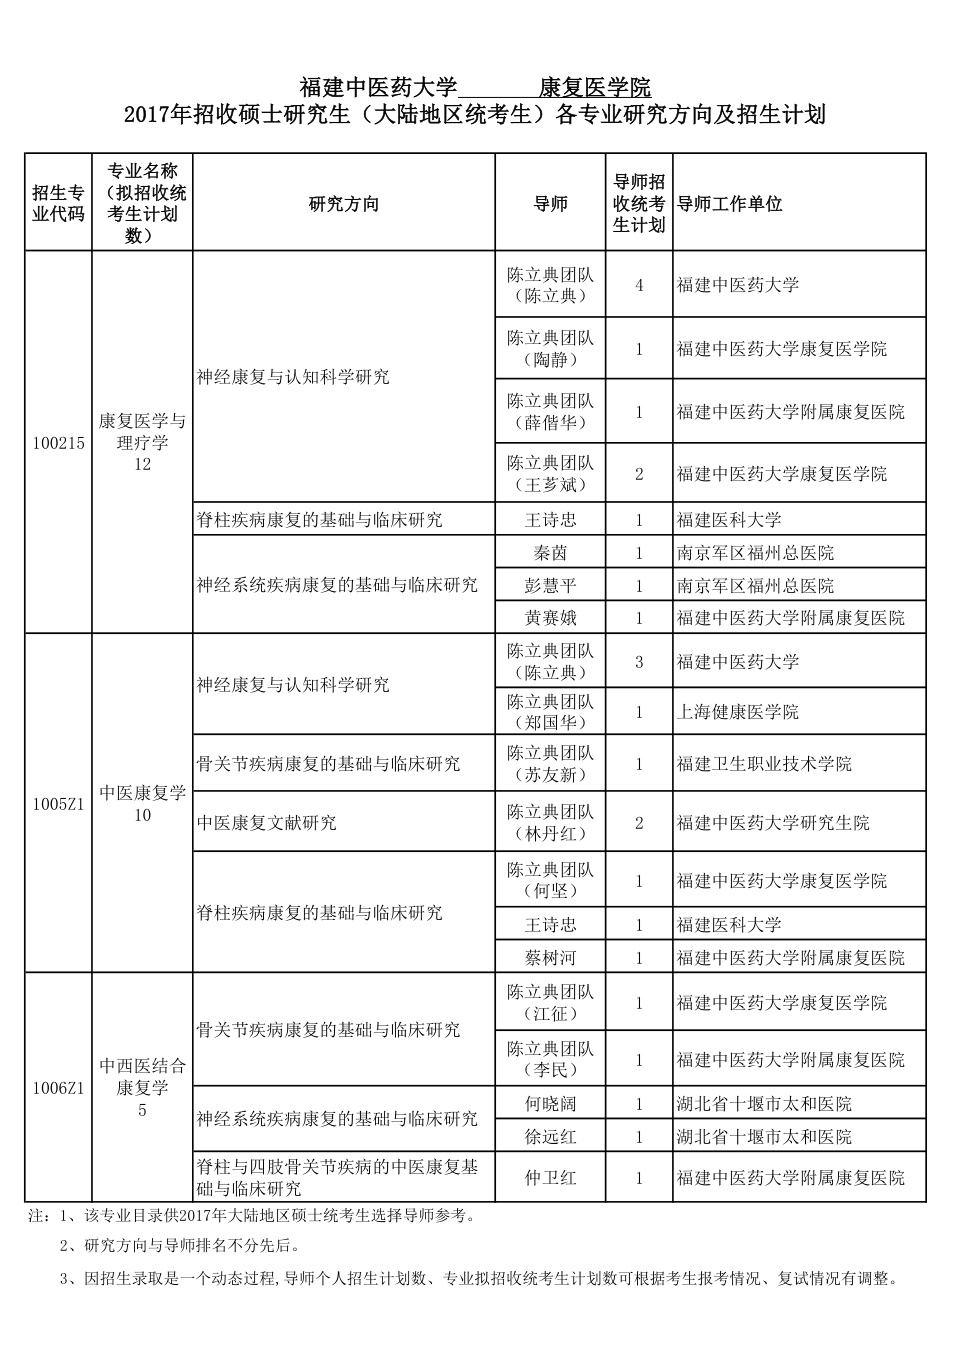 福建中医药大学 康复医学院
2017年招收硕士研究生（大陆地区统考生）各专业研究方向及招生计划
招生专
业代码
专业名称
（拟招收统
考生计划
数）
研究方向
导师
导师招
收统考
生计划
导师工作单位
100215
康复医学与
理疗学
12
神经康复与认知科学研究
陈立典团队
（陈立典）
4
福建中医药大学
陈立典团队
（陶静）
1
福建中医药大学康复医学院
陈立典团队
（薛偕华）
1
福建中医药大学附属康复医院
陈立典团队
（王芗斌）
2
福建中医药大学康复医学院
脊柱疾病康复的基础与临床研究
王诗忠
1
福建医科大学
神经系统疾病康复的基础与临床研究
秦茵
1
南京军区福州总医院
彭慧平
1
南京军区福州总医院
黄赛娥
1
福建中医药大学附属康复医院
1005Z1
中医康复学
10
神经康复与认知科学研究
陈立典团队
（陈立典）
3
福建中医药大学
陈立典团队
（郑国华）
1
上海健康医学院
骨关节疾病康复的基础与临床研究
陈立典团队
（苏友新）
1
福建卫生职业技术学院
中医康复文献研究
陈立典团队
（林丹红）
2
福建中医药大学研究生院
脊柱疾病康复的基础与临床研究
陈立典团队
（何坚）
1
福建中医药大学康复医学院
王诗忠
1
福建医科大学
蔡树河
1
福建中医药大学附属康复医院
1006Z1
中西医结合
康复学
5
骨关节疾病康复的基础与临床研究
陈立典团队
（江征）
1
福建中医药大学康复医学院
陈立典团队
（李民）
1
福建中医药大学附属康复医院
神经系统疾病康复的基础与临床研究
何晓阔
1
湖北省十堰市太和医院
徐远红
1
湖北省十堰市太和医院
脊柱与四肢骨关节疾病的中医康复基
础与临床研究
仲卫红
1
福建中医药大学附属康复医院
注：1、该专业目录供2017年大陆地区硕士统考生选择导师参考。
2、研究方向与导师排名不分先后。
3、因招生录取是一个动态过程,导师个人招生计划数、专业拟招收统考生计划数可根据考生报考情况、复试情况有调整。